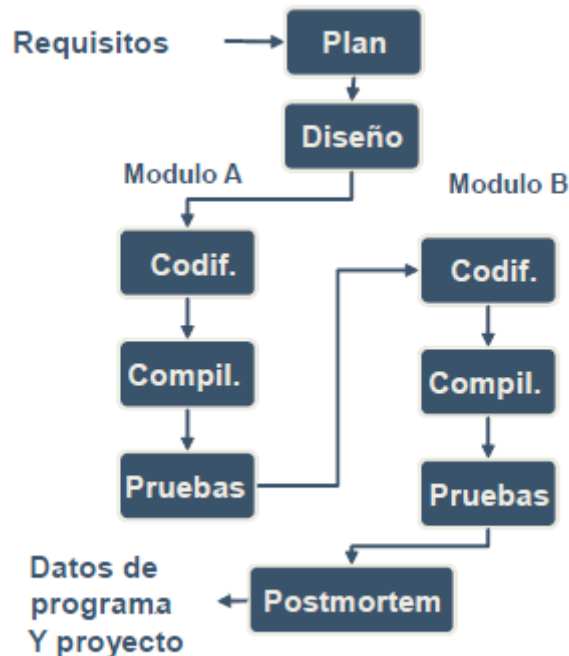 Requisitos
Plan
Diseño
Modulo A
Modulo B
Codif.
Compil.
Pruebas
Codif.
Compil.
Pruebas
Postmortem
Datos de
programa
Y proyecto